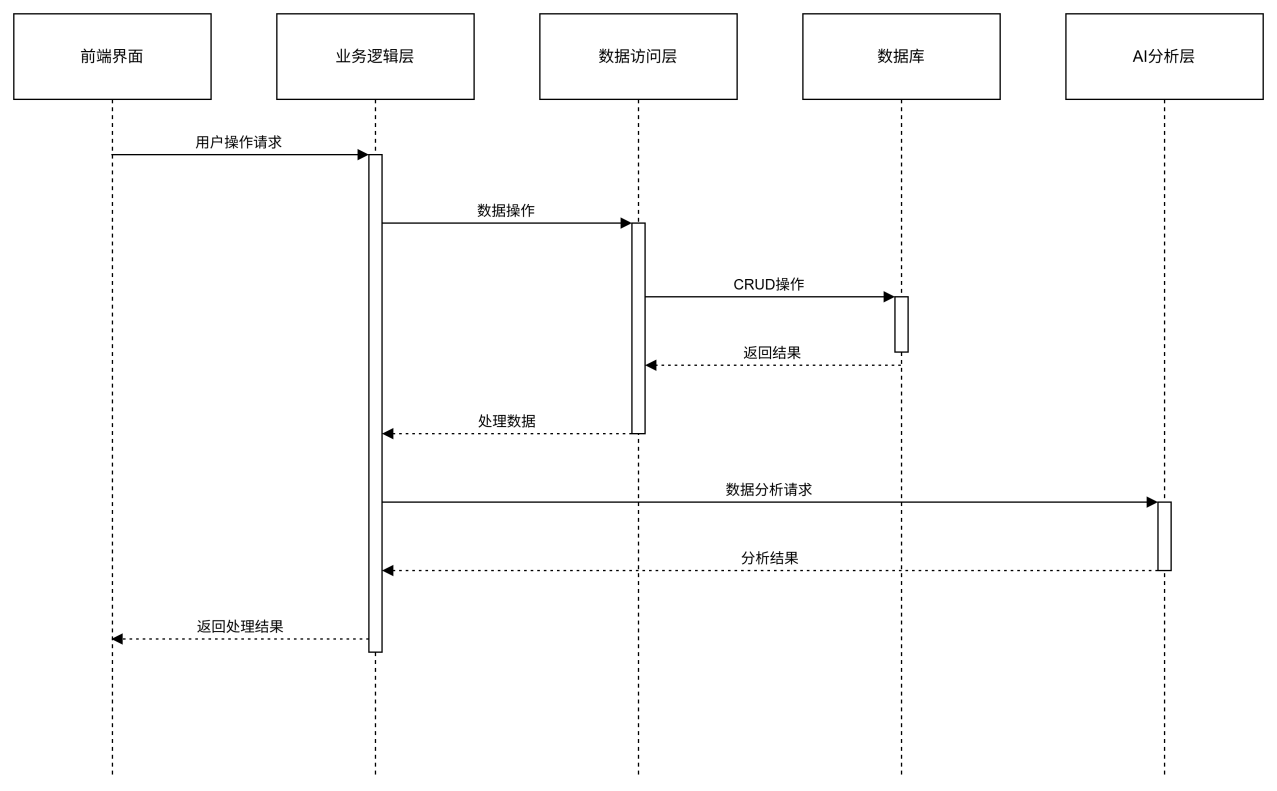 前端界面
业务逻辑层
数据访问层
数据库
AI分析层
用户操作请求
数据操作
CRUD操作
返回结果
处理数据
数据分析请求
分析结果
返回处理结果